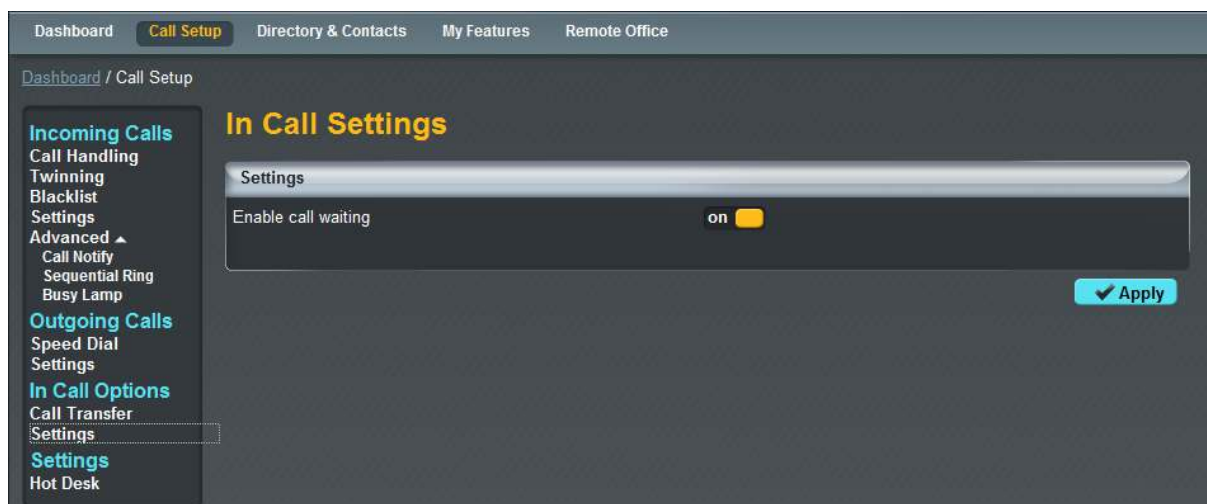 Dashboard Call Setup Directory & Contacts My Features Remote Office
Dashboard / Call Setup
Incoming Calls
Call Handling
Twinning
Blacklist
Settings
Advanced
Call Notify
Sequential Ring
Busy Lamp
Outgoing Calls
Speed Dial
Settings
In Call Options
Call Transfer
Settings
Settings
Hot Desk
In Call Settings
Settings
Enable call waiting on
Apply